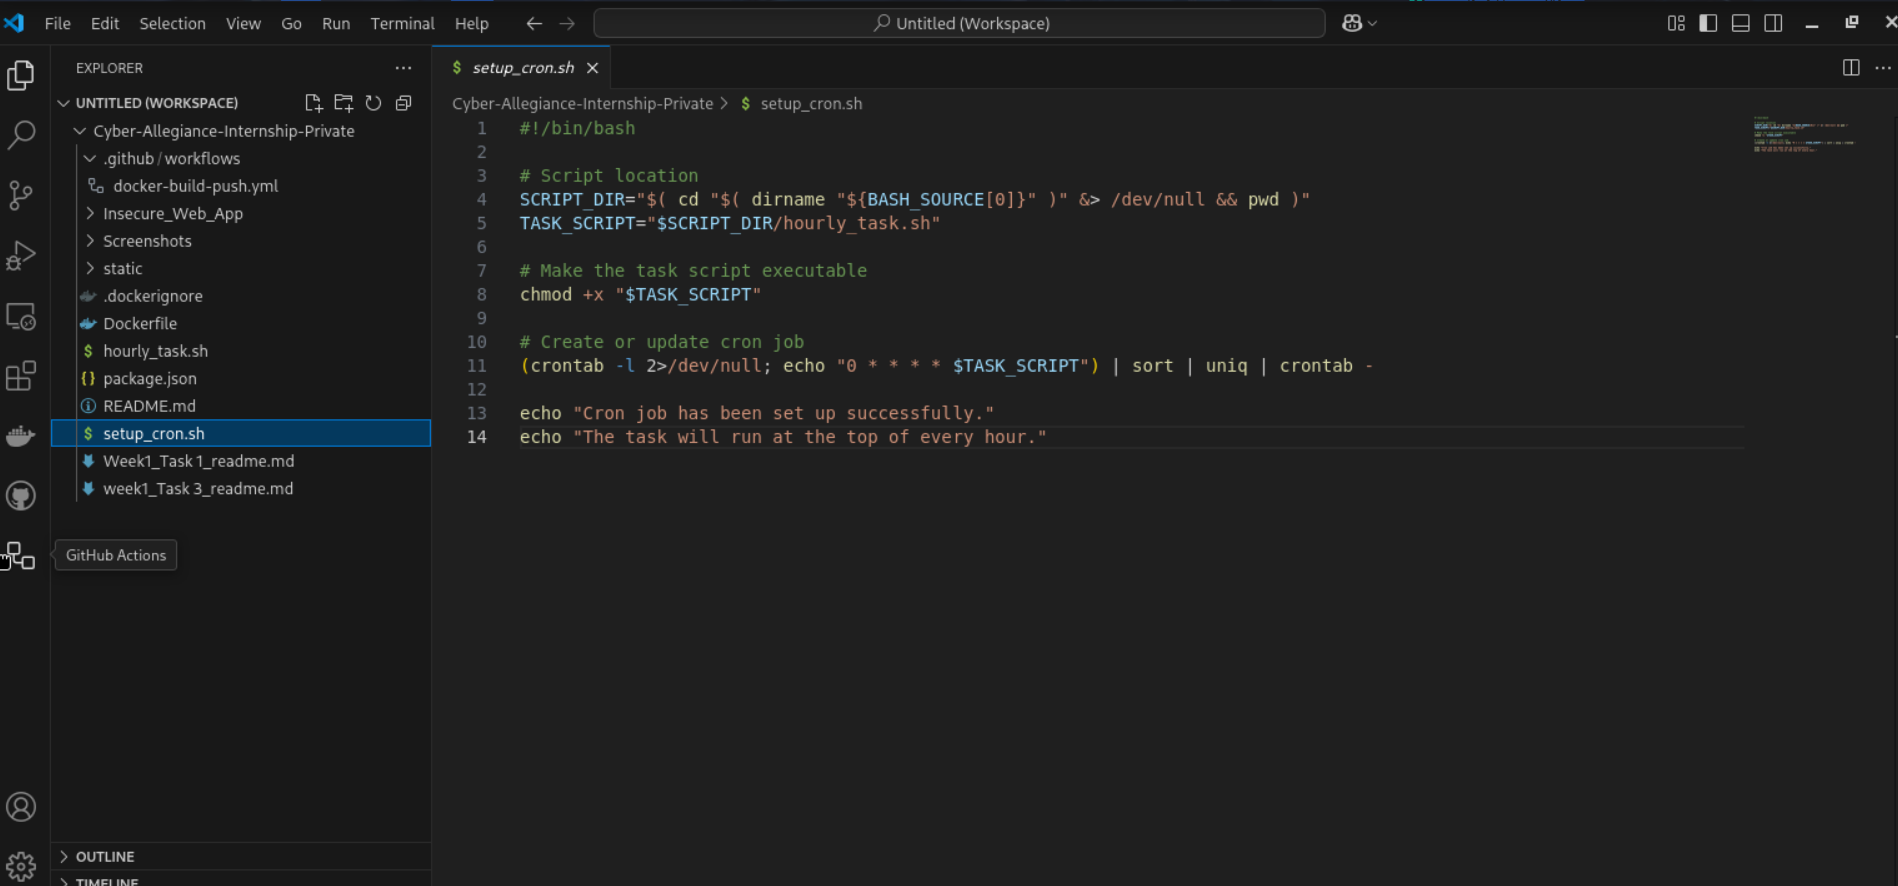 File Edit Selection View Go Run Terminal Help Untitled (Workspace)
EXPLORER
UNTITLED (WORKSPACE)
Cyber-Allegiance-Internship-Private
.github / workflows
docker-build-push.yml
Insecure_Web_App
Screenshots
static
.dockerignore
Dockerfile
$ hourly_task.sh
{} package.json
README.md
$ setup_cron.sh
Week1_Task 1_readme.md
week1_Task 3_readme.md
GitHub Actions
OUTLINE
TIMELINE
$ setup_cron.sh
Cyber-Allegiance-Internship-Private > $ setup_cron.sh
1 #!/bin/bash
2
3 # Script location
4 SCRIPT_DIR="$( cd "$( dirname "${BASH_SOURCE[0]}" )" &> /dev/null && pwd )"
5 TASK_SCRIPT="$SCRIPT_DIR/hourly_task.sh"
6
7 # Make the task script executable
8 chmod +x "$TASK_SCRIPT"
9
10 # Create or update cron job
11 (crontab -l 2>/dev/null; echo "0 * * * * $TASK_SCRIPT") | sort | uniq | crontab -
12
13 echo "Cron job has been set up successfully."
14 echo "The task will run at the top of every hour."